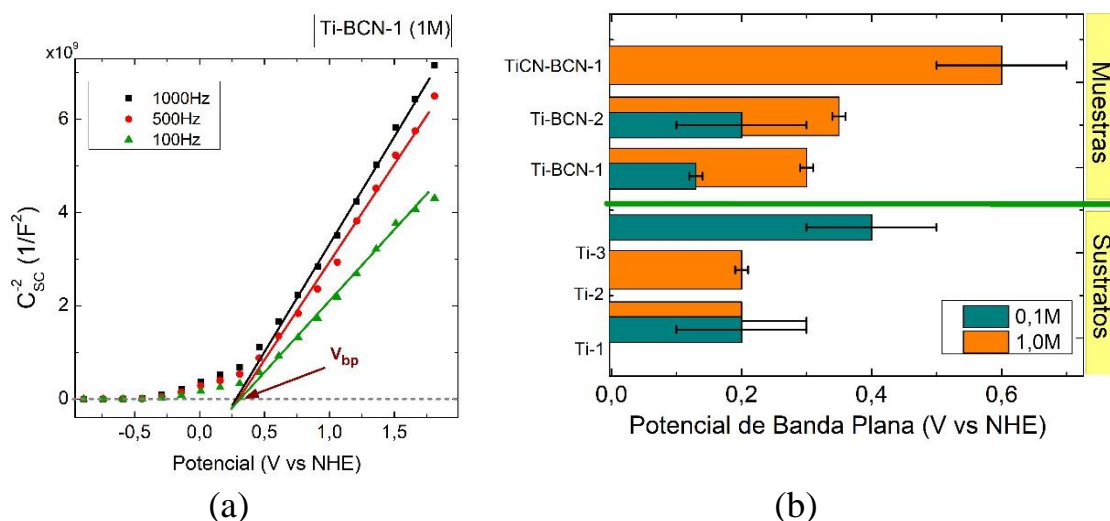 Ti-BCN-1 (1M)
x10⁹
1000Hz
500Hz
100Hz
6
4
2
0
C_SC^-2 (1/F²)
V_bp
-0,5 0,0 0,5 1,0 1,5
Potencial (V vs NHE)
(a)
TiCN-BCN-1
Ti-BCN-2
Ti-BCN-1
Ti-3
Ti-2
Ti-1
Muestras
Sustratos
0,1M
1,0M
0,0 0,2 0,4 0,6
Potencial de Banda Plana (V vs NHE)
(b)